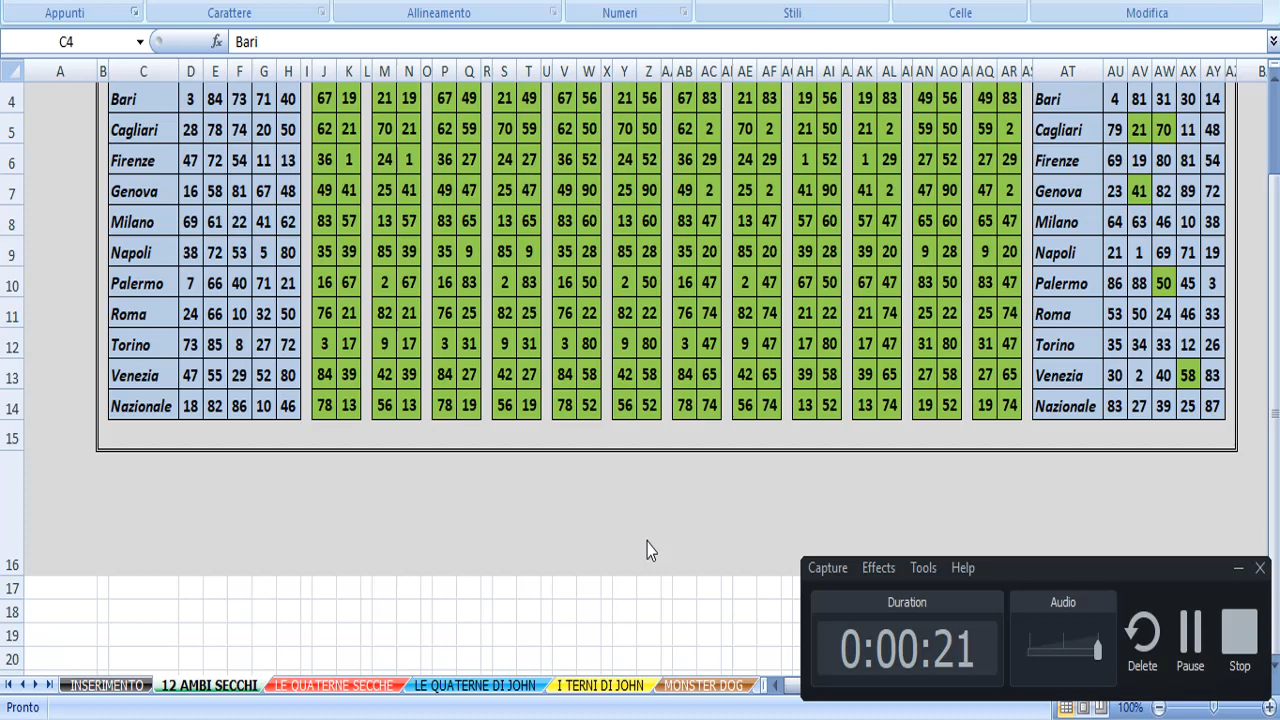 Appunti Carattere Allineamento Numeri Stili Celle Modifica
C4 fx Bari
A B C D E F G H I J K L M N O P Q R S T U V W X Y Z A AB AC AI AE AF AC AH AI A. AK AL AI AN AO AI AQ AR A: AT AU AV AW AX AY AZ B
4 Bari 3 84 73 71 40 67 19 21 19 67 49 21 49 67 56 21 56 67 83 21 83 19 56 19 83 49 56 49 83 Bari 4 81 31 30 14
5 Cagliari 28 78 74 20 50 62 21 70 21 62 59 70 59 62 50 70 50 62 2 70 2 21 50 21 2 59 50 59 2 Cagliari 79 21 70 11 48
6 Firenze 47 72 54 11 13 36 1 24 1 36 27 24 27 36 52 24 52 36 29 24 29 1 52 1 29 27 52 27 29 Firenze 69 19 80 81 54
7 Genova 16 58 81 67 48 49 41 25 41 49 47 25 47 49 90 25 90 49 2 25 2 41 90 41 2 47 90 47 2 Genova 23 41 82 89 72
8 Milano 69 61 22 41 62 83 57 13 57 83 65 13 65 83 60 13 60 83 47 13 47 57 60 57 47 65 60 65 47 Milano 64 63 46 10 38
9 Napoli 38 72 53 5 80 35 39 85 39 35 9 85 9 35 28 85 28 35 20 85 20 39 28 39 20 9 28 9 20 Napoli 21 1 69 71 19
10 Palermo 7 66 40 71 21 16 67 2 67 16 83 2 83 16 50 2 50 16 47 2 47 67 50 67 47 83 50 83 47 Palermo 86 88 50 45 3
11 Roma 24 66 10 32 50 76 21 82 21 76 25 82 25 76 22 82 22 76 74 82 74 21 22 21 74 25 22 25 74 Roma 53 50 24 46 33
12 Torino 73 85 8 27 72 3 17 9 17 3 31 9 31 3 80 9 80 3 47 9 47 17 80 17 47 31 80 31 47 Torino 35 34 33 12 26
13 Venezia 47 55 29 52 80 84 39 42 39 84 27 42 27 84 58 42 58 84 65 42 65 39 58 39 65 27 58 27 65 Venezia 30 2 40 58 83
14 Nazionale 18 82 86 10 46 78 13 56 13 78 19 56 19 78 52 56 52 78 74 56 74 13 52 13 74 19 52 19 74 Nazionale 83 27 39 25 87
15
16
17
18
19
20
Capture Effects Tools Help
Duration Audio
0:00:21
Delete Pause Stop
INSERIMENTO 12 AMBI SECCHI LE QUATERNE SECCHE LE QUATERNE DI JOHN I TERNI DI JOHN MONSTER DOG
Pronto 100%